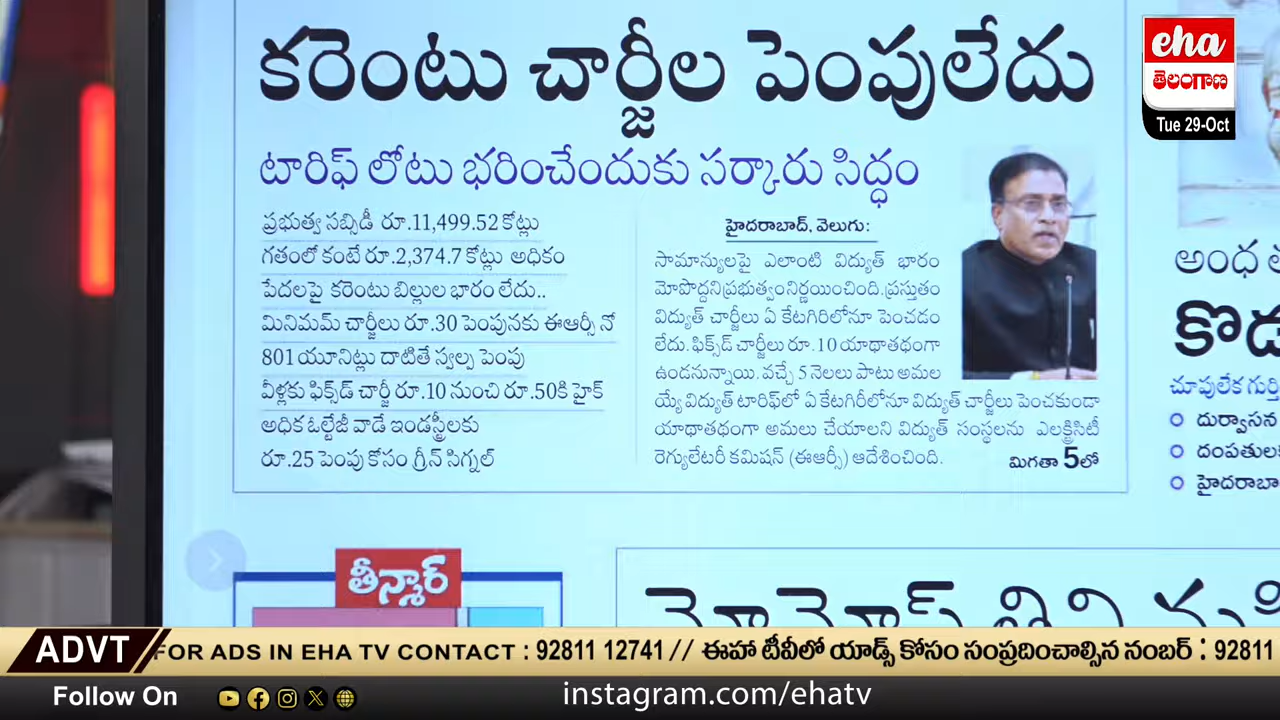 కరెంటు చార్జీల పెంపులేదు
టారిఫ్ లోటు భరించేందుకు సర్కారు సిద్ధం
ప్రభుత్వ సబ్సిడీ రూ.11,499.52 కోట్లు
గతంలో కంటే రూ.2,374.7 కోట్లు అధికం
పేదలపై కరెంటు బిల్లుల భారం లేదు..
మినిమమ్ చార్జీలు రూ.30 పెంపునకు ఈఆర్సీ నో
801 యూనిట్లు దాటితే స్వల్ప పెంపు
వీళ్లకు ఫిక్స్‌డ్ చార్జీ రూ.10 నుంచి రూ.50కి హైక్
అధిక ఓల్టేజీ వాడే ఇండస్ట్రీలకు
రూ.25 పెంపు కోసం గ్రీన్ సిగ్నల్
హైదరాబాద్, వెలుగు:
సామాన్యులపై ఎలాంటి విద్యుత్ భారం
మోపొద్దని ప్రభుత్వం నిర్ణయించింది. ప్రస్తుతం
విద్యుత్ చార్జీలు ఏ కేటగిరిలోనూ పెంచడం
లేదు. ఫిక్స్‌డ్ చార్జీలు రూ.10 యాథాతథంగా
ఉండనున్నాయి. వచ్చే 5 నెలలు పాటు అమల
య్యే విద్యుత్ టారిఫ్‌లో ఏ కేటగిరీలోనూ విద్యుత్ చార్జీలు పెంచకుండా
యాథాతథంగా అమలు చేయాలని విద్యుత్ సంస్థలను ఎలక్ట్రిసిటీ
రెగ్యులేటరీ కమిషన్ (ఈఆర్సీ) ఆదేశించింది.
మిగతా 5లో
eha
తెలంగాణ
Tue 29-Oct
అంధ
చూపులేక
దుర్వాసన
దంపతుల
హైదరాబా
తీన్మార్
ADVT
FOR ADS IN EHA TV CONTACT : 92811 12741 // ఈహా టీవీలో యాడ్స్ కోసం సంప్రదించాల్సిన నంబర్ : 92811
Follow On
instagram.com/ehatv